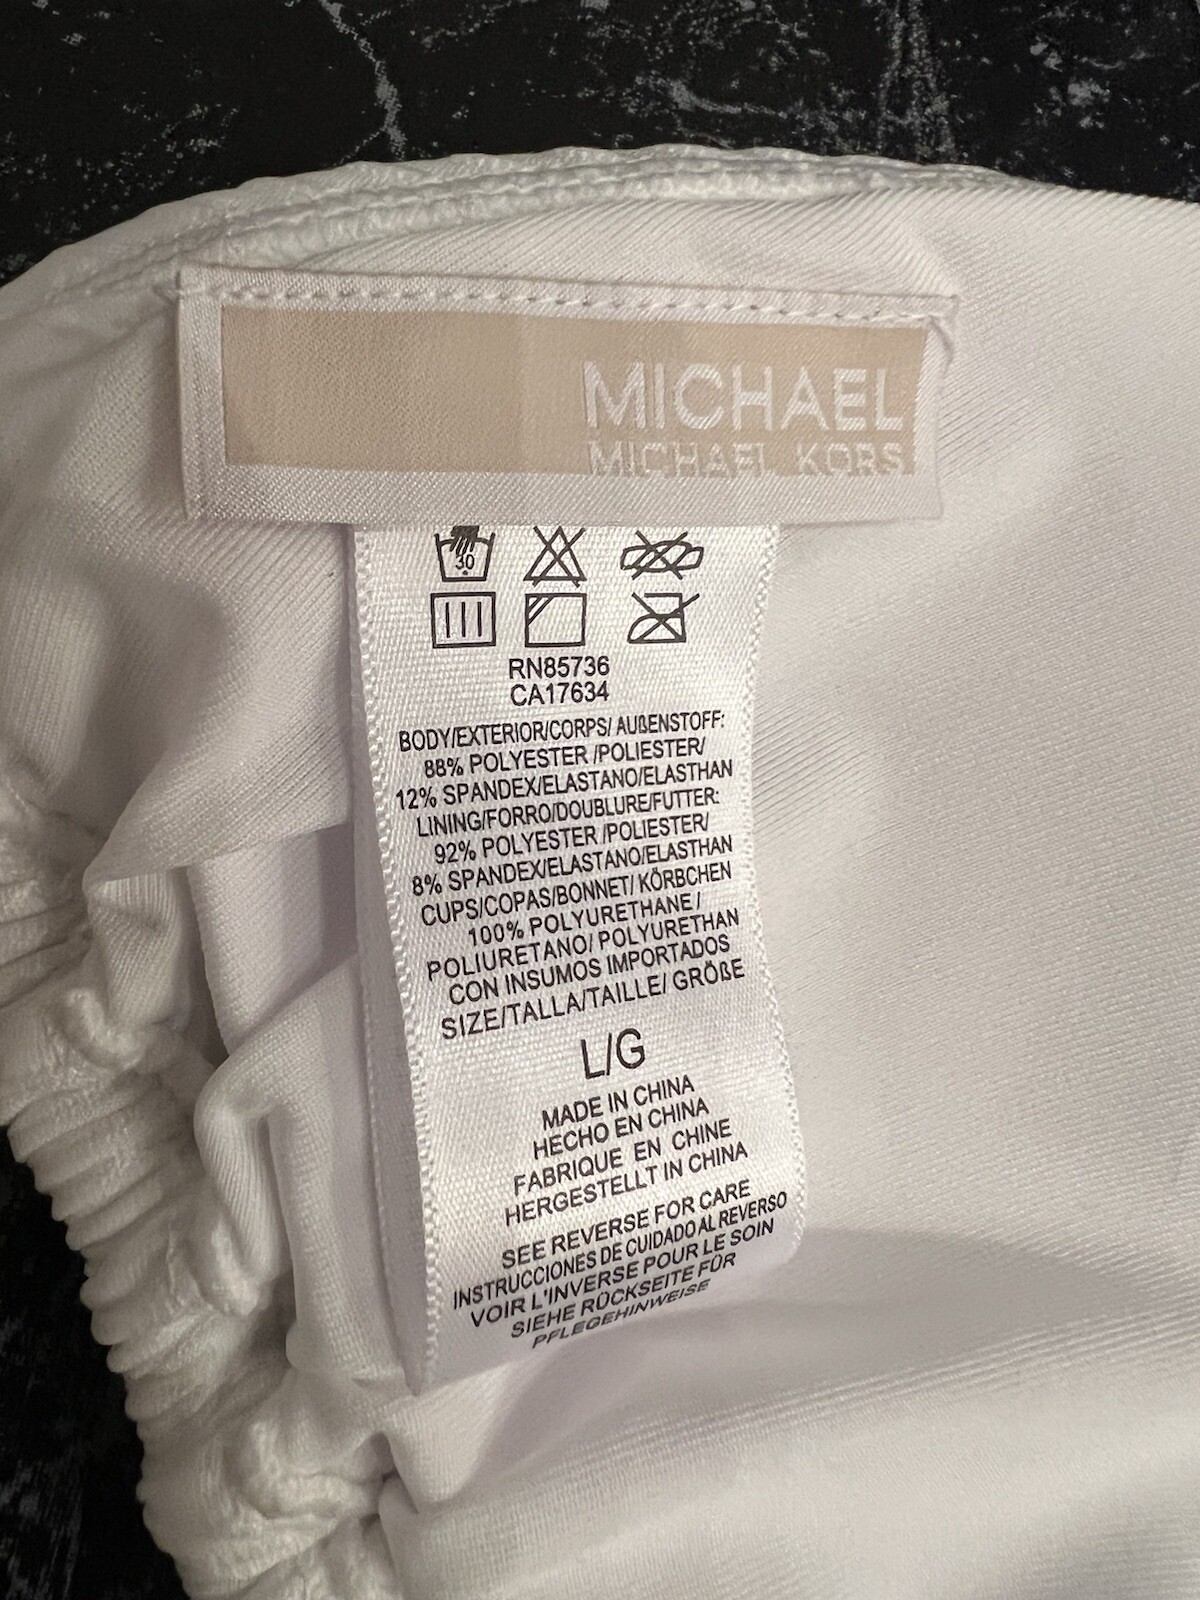 MICHAEL
MICHAEL KORS
30
RN85736
CA17634
BODY/EXTERIOR/CORPS/ AUßENSTOFF:
88% POLYESTER /POLIESTER/
12% SPANDEX/ELASTANO/ELASTHAN
LINING/FORRO/DOUBLURE/FUTTER:
92% POLYESTER /POLIESTER/
8% SPANDEX/ELASTANO/ELASTHAN
CUPS/COPAS/BONNET/ KÖRBCHEN
100% POLYURETHANE /
POLIURETANO/ POLYURETHAN
CON INSUMOS IMPORTADOS
SIZE/TALLA/TAILLE/ GRÖßE
L/G
MADE IN CHINA
HECHO EN CHINA
FABRIQUE EN CHINE
HERGESTELLT IN CHINA
SEE REVERSE FOR CARE
INSTRUCCIONES DE CUIDADO AL REVERSO
VOIR L'INVERSE POUR LE SOIN
SIEHE RÜCKSEITE FÜR
PFLEGEHINWEISE